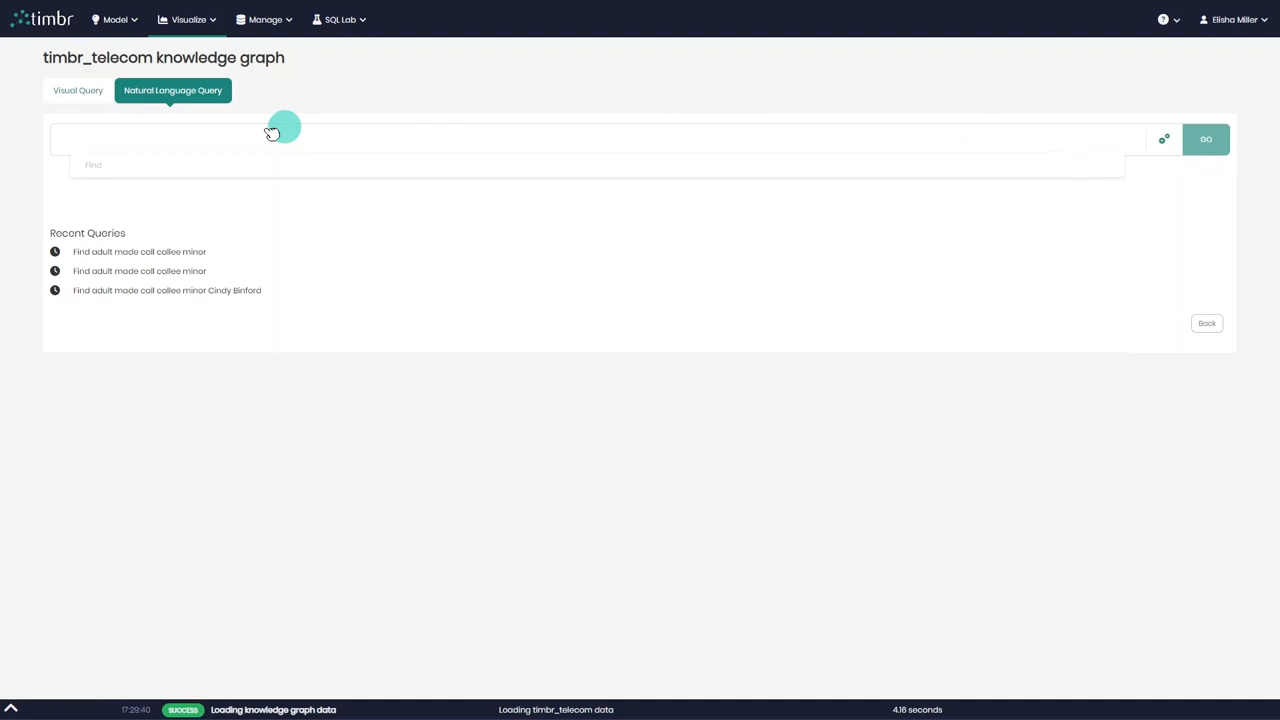 timbr Model Visualize Manage SQL Lab ? Elisha Miller
timbr_telecom knowledge graph
Visual Query Natural Language Query
GO
Find
Recent Queries
Find adult made call callee minor
Find adult made call callee minor
Find adult made call callee minor Cindy Binford
Back
17:29:40 SUCCESS Loading knowledge graph data Loading timbr_telecom data 4.16 seconds